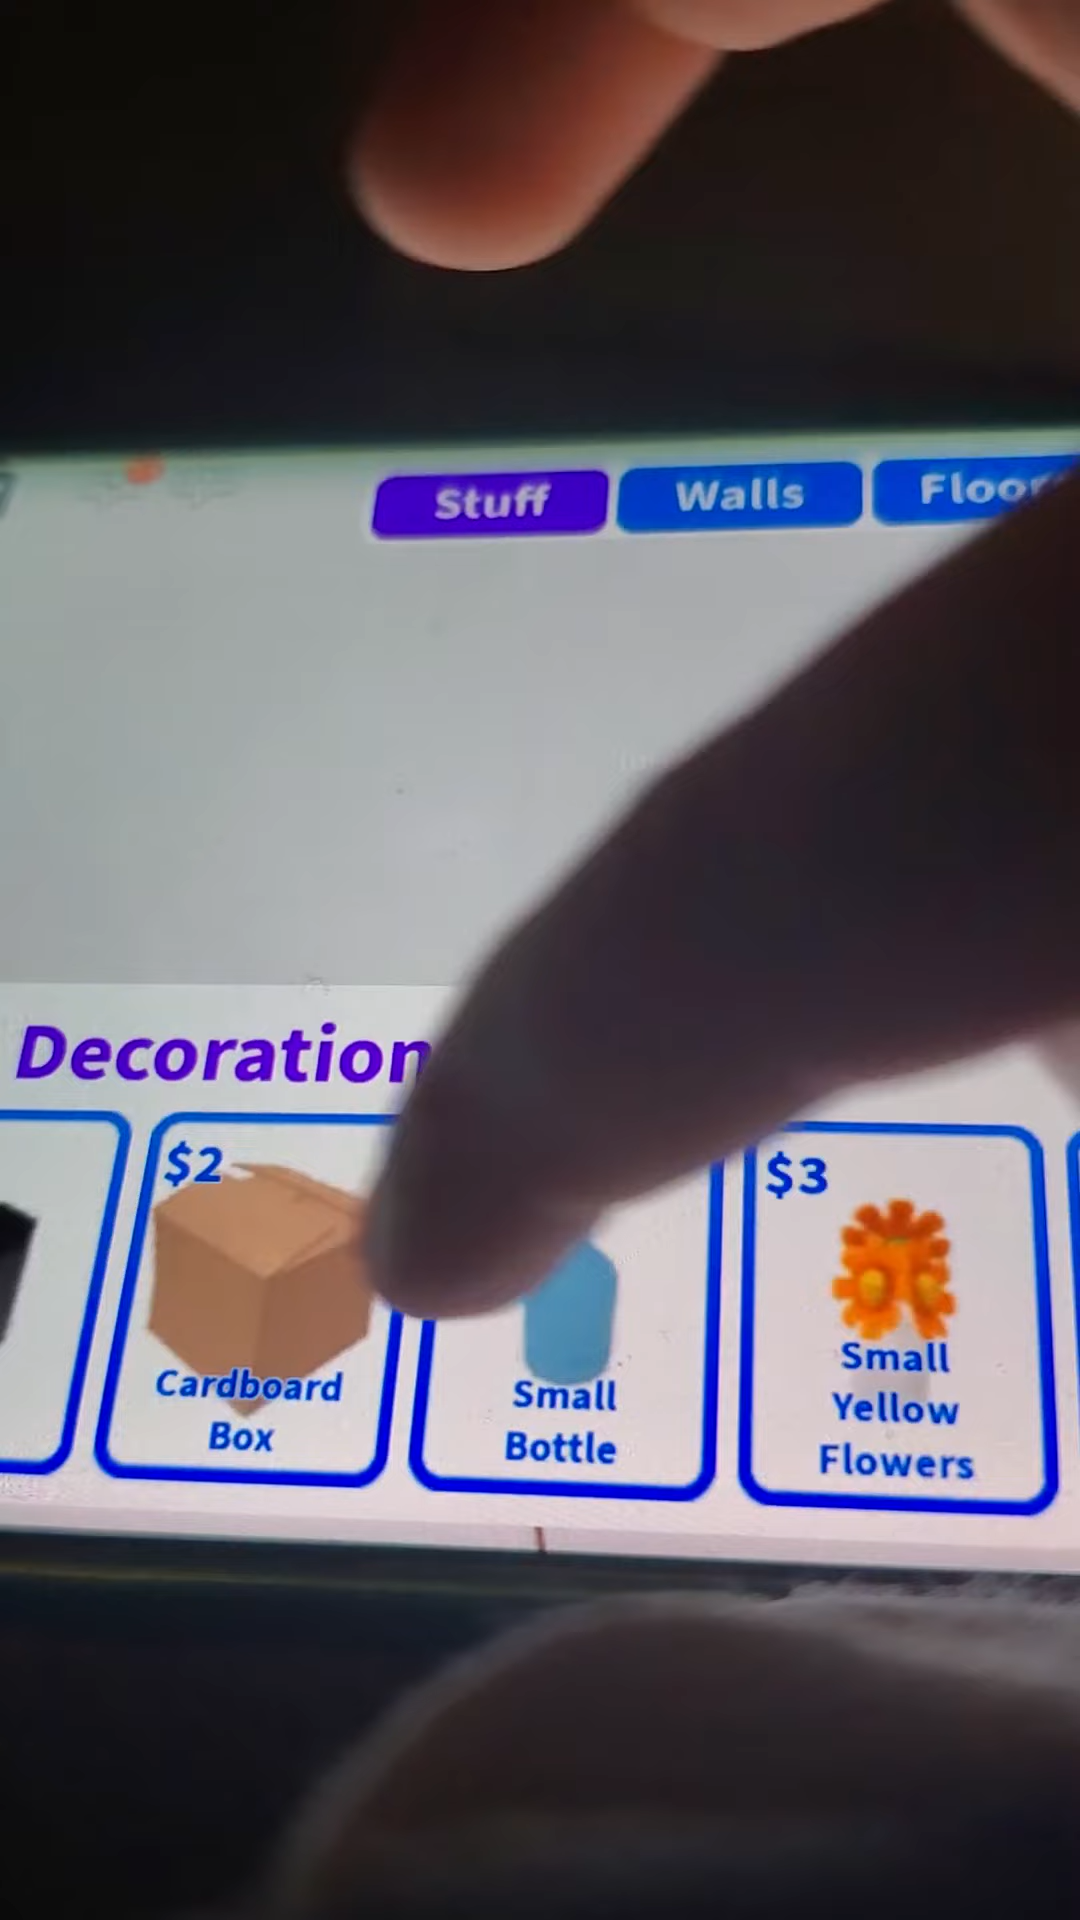 Stuff
Walls
Decoration
$2
$3
Cardboard
Box
Small
Bottle
Small
Yellow
Flowers